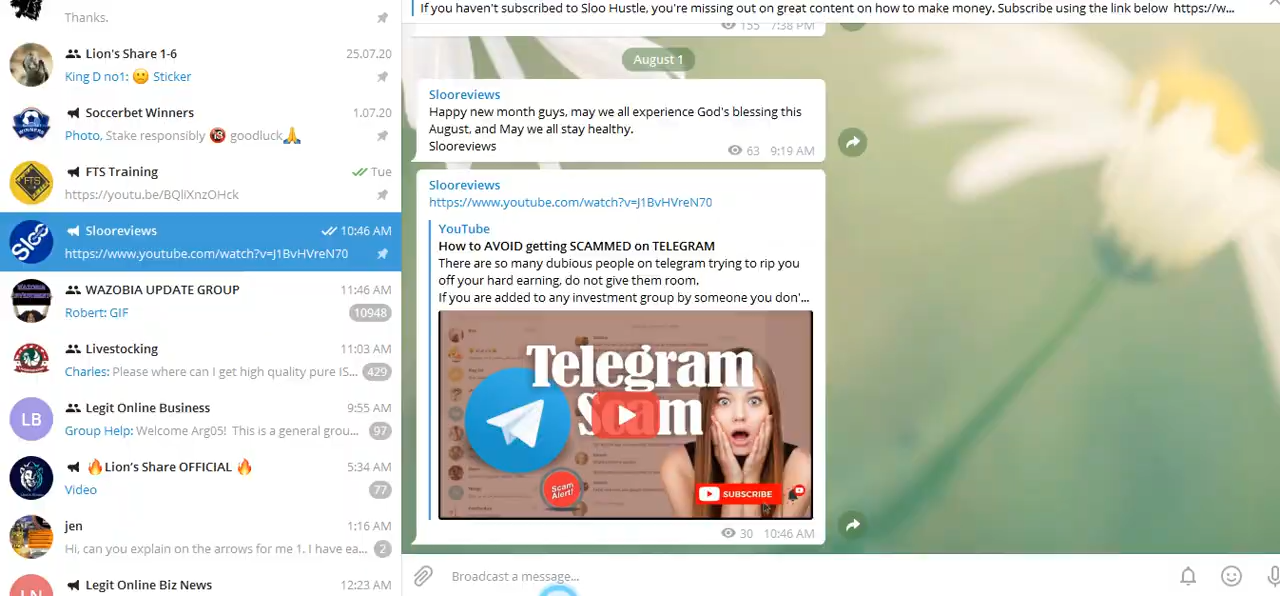 Thanks.
Lion's Share 1-6 25.07.20
King D no1: 🙂 Sticker
Soccerbet Winners 1.07.20
Photo, Stake responsibly 🔞 goodluck🙏
FTS Training Tue
https://youtu.be/BQliXnzOHck
Slooreviews 10:46 AM
https://www.youtube.com/watch?v=J1BvHVreN70
WAZOBIA UPDATE GROUP 11:46 AM
Robert: GIF 10948
Livestocking 11:03 AM
Charles: Please where can I get high quality pure IS... 429
LB
Legit Online Business 9:55 AM
Group Help: Welcome Arg05! This is a general grou... 97
🔥Lion's Share OFFICIAL 🔥 5:34 AM
Video 77
jen 1:16 AM
Hi, can you explain on the arrows for me 1. I have ea... 2
Legit Online Biz News 12:23 AM
If you haven't subscribed to Sloo Hustle, you're missing out on great content on how to make money. Subscribe using the link below https://w...
155 7:38 PM
August 1
Slooreviews
Happy new month guys, may we all experience God's blessing this
August, and May we all stay healthy.
Slooreviews
63 9:19 AM
Slooreviews
https://www.youtube.com/watch?v=J1BvHVreN70
YouTube
How to AVOID getting SCAMMED on TELEGRAM
There are so many dubious people on telegram trying to rip you
off your hard earning, do not give them room.
If you are added to any investment group by someone you don'...
Telegram
Scam
Scam
Alert!
SUBSCRIBE
30 10:46 AM
Broadcast a message...